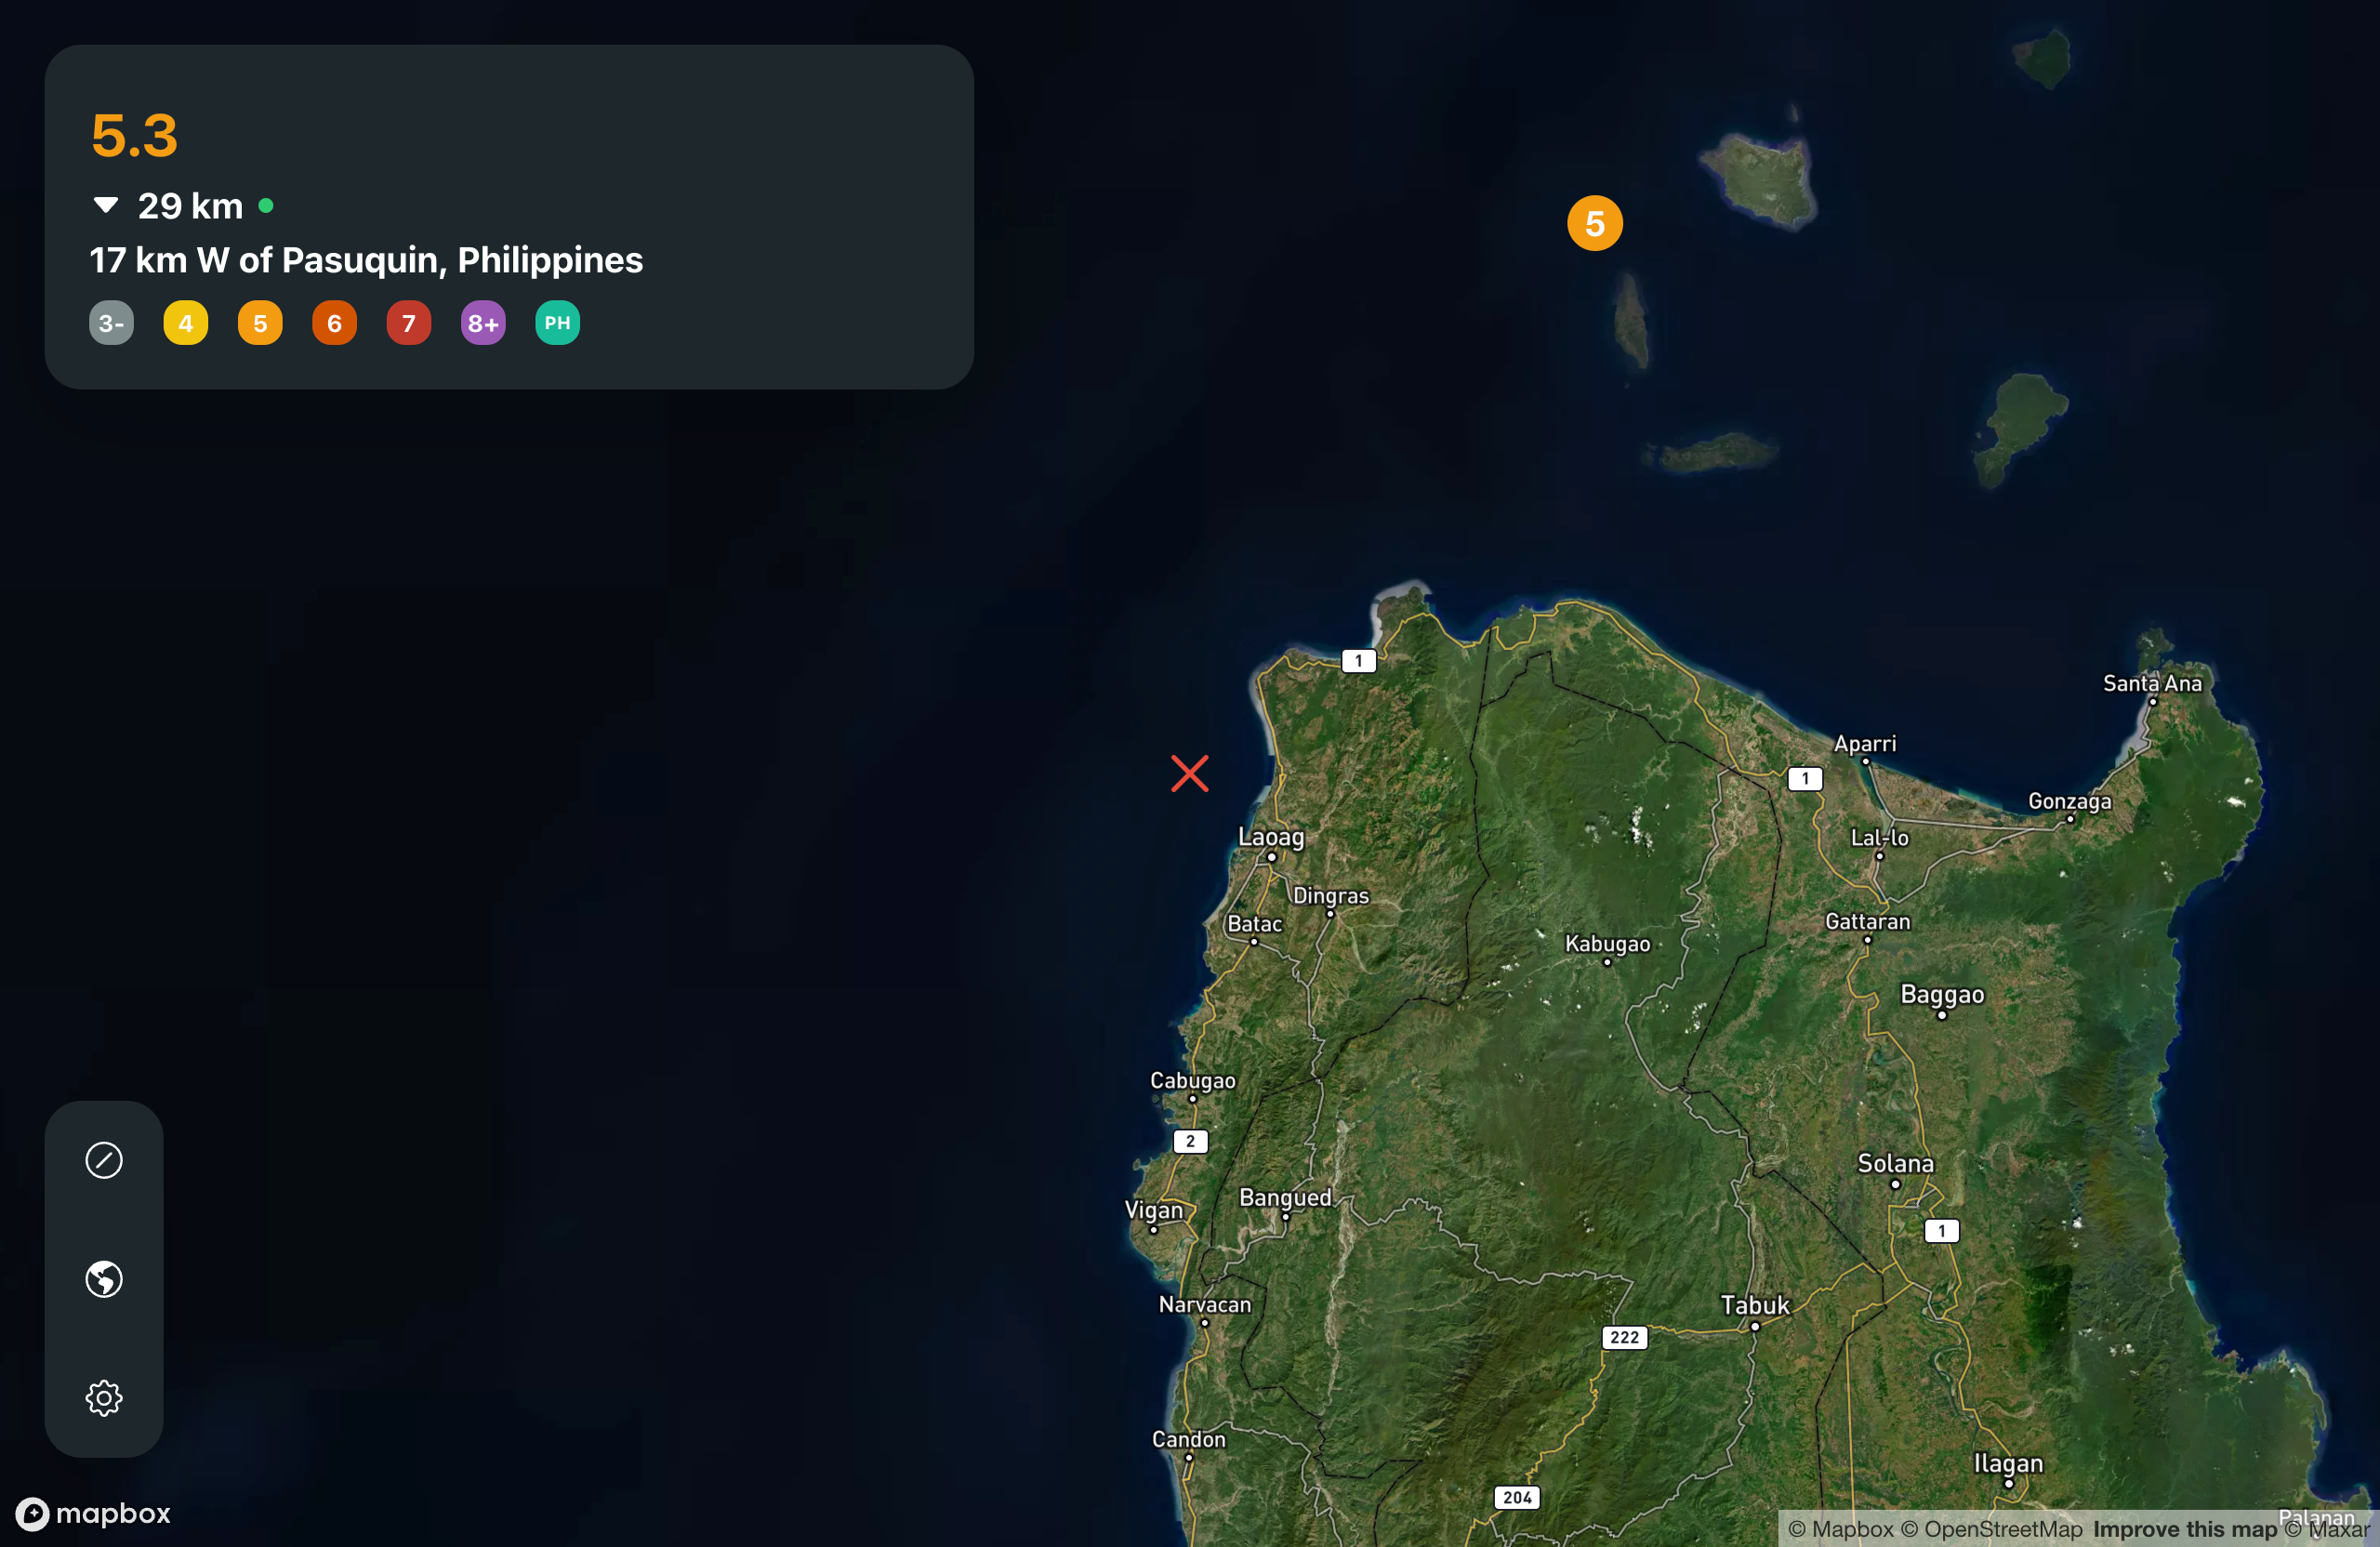 5.3
29 km
17 km W of Pasuquin, Philippines
3-
4
5
6
7
8+
PH
5
1
Santa Ana
Aparri
1
Gonzaga
Laoag
Lal-lo
Dingras
Batac
Gattaran
Kabugao
Baggao
Cabugao
2
Solana
Bangued
Vigan
1
Narvacan
Tabuk
222
Candon
Ilagan
204
mapbox
Palanan
© Mapbox © OpenStreetMap Improve this map © Maxar